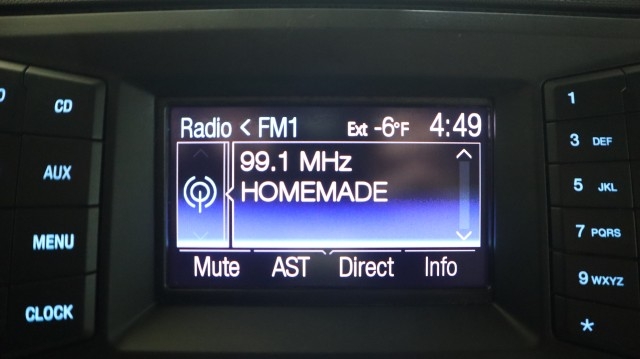 CD
AUX
MENU
CLOCK
Radio < FM1 Ext -6°F 4:49
99.1 MHz
HOMEMADE
Mute AST Direct Info
1
3 DEF
5 JKL
7 PQRS
9 WXYZ
*